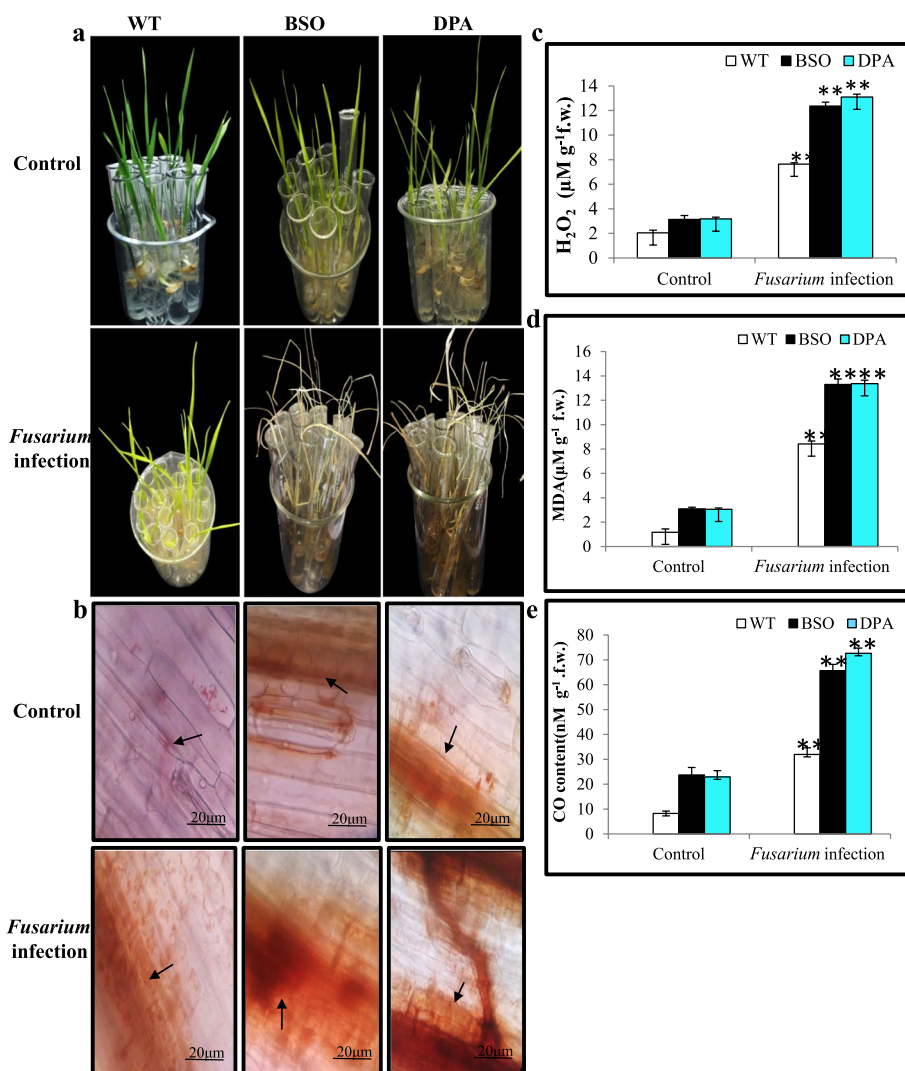 a
WT BSO DPA
Control
Fusarium
infection
b
Control
20µm 20µm 20µm
Fusarium
infection
20µm 20µm 20µm
c
WT BSO DPA
H₂O₂ (µM g⁻¹f.w.)
14
12
10
8
6
4
2
0
** ** **
Control Fusarium infection
d
WT BSO DPA
MDA(µM g⁻¹ f.w.)
16
14
12
10
8
6
4
2
0
** ****
Control Fusarium infection
e
WT BSO DPA
CO content(nM g⁻¹.f.w.)
80
70
60
50
40
30
20
10
0
** ** **
Control Fusarium infection